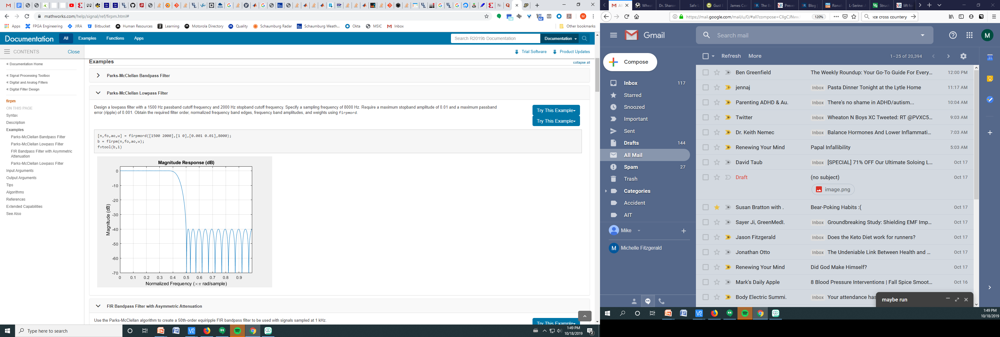 mathworks.com/help/signal/ref/firpm.html#
Apps FPGA Engineering JIRA Bitbucket Human Resources Learning Motorola Directory Quality Schaumburg Radar Schaumburg Weath... Okta MSIC Inbox Other bookmarks
Documentation All Examples Functions Apps
Search R2019b Documentation Documentation
CONTENTS Close
Trial Software Product Updates
« Documentation Home
« Signal Processing Toolbox
« Digital and Analog Filters
« Digital Filter Design
firpm
ON THIS PAGE
Syntax
Description
Examples
Parks-McClellan Bandpass Filter
Parks-McClellan Lowpass Filter
FIR Bandpass Filter with Asymmetric
Attenuation
Parks-McClellan Lowpass Filter
Input Arguments
Output Arguments
Tips
Algorithms
References
Extended Capabilities
See Also
Examples
collapse all
Parks-McClellan Bandpass Filter
Parks-McClellan Lowpass Filter
Design a lowpass filter with a 1500 Hz passband cutoff frequency and 2000 Hz stopband cutoff frequency. Specify a sampling frequency of 8000 Hz. Require a maximum stopband amplitude of 0.01 and a maximum passband
error (ripple) of 0.001. Obtain the required filter order, normalized frequency band edges, frequency band amplitudes, and weights using firpmord.
Try This Example
Try This Example
[n,fo,ao,w] = firpmord([1500 2000],[1 0],[0.001 0.01],8000);
b = firpm(n,fo,ao,w);
fvtool(b,1)
Magnitude Response (dB)
Magnitude (dB)
0
-10
-20
-30
-40
-50
-60
-70
0 0.1 0.2 0.3 0.4 0.5 0.6 0.7 0.8 0.9
Normalized Frequency (×π rad/sample)
FIR Bandpass Filter with Asymmetric Attenuation
Use the Parks-McClellan algorithm to create a 50th-order equiripple FIR bandpass filter to be used with signals sampled at 1 kHz.
Try This Example
Type here to search
1:49 PM
10/18/2019
2
Dr. Sharon
James Co
The B
Prever
Blog
Ronal
L-Serine:
Struct
lift fo
https://mail.google.com/mail/u/0/#all?compose=CllgCJNvw 120% nce cross countery
Gmail
Search mail
M
Compose
Inbox 117
Starred
Snoozed
Important
Sent
Drafts 144
All Mail
Spam 27
Trash
Categories
Accident
AIT
Mike
M Michelle Fitzgerald
Refresh More 1–25 of 20,394
Ben Greenfield The Weekly Roundup: Your Go-To Guide For Every... 12:00 PM
jennaj Inbox Pasta Dinner Tonight at the Lytle Home 11:17 AM
Parenting ADHD & Au. Inbox There's no shame in ADHD/autism... 10:04 AM
Twitter Inbox Wheaton N Boys XC Tweeted: RT @PVXC5... 9:03 AM
Dr. Keith Nemec Inbox Balance Hormones And Lower Inflammati... 7:03 AM
Renewing Your Mind Papal Infallibility 5:03 AM
David Taub Inbox [SPECIAL] 71% OFF Our Ultimate Soloing L... Oct 17
Draft (no subject) Oct 17
image.png
Susan Bratton with . Bear-Poking Habits :( Oct 17
Sayer Ji, GreenMedI. Inbox Groundbreaking Study: Shielding EMF Imp... Oct 17
Jason Fitzgerald Inbox Does the Keto Diet work for runners? Oct 17
Jonathan Otto Inbox The Undeniable Link Between Health and ... Oct 17
Renewing Your Mind Did God Make Himself? Oct 17
Mark's Daily Apple 8 Blood Pressure Interventions | Fall Spice Smoot... Oct 16
Body Electric Summi. Inbox Your attendance has
maybe run
31
1:49 PM
10/18/2019